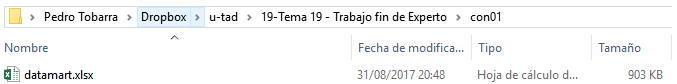 Pedro Tobarra > Dropbox > u-tad > 19-Tema 19 - Trabajo fin de Experto > con01
Nombre Fecha de modifica... Tipo Tamaño
datamart.xlsx 31/08/2017 20:48 Hoja de cálculo d... 903 KB